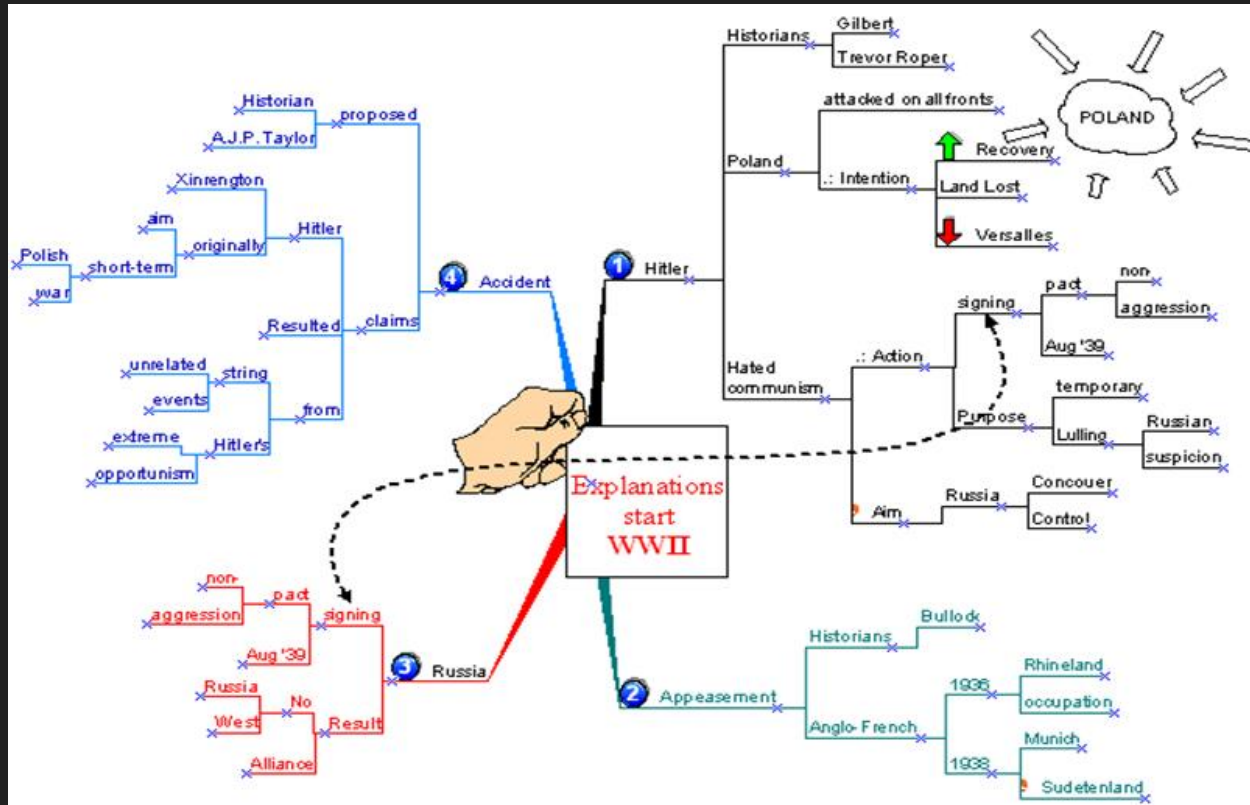 Explanations
start
WWII
1
Hitler
Historians
Gilbert
Trevor Roper
Poland
attacked on all fronts
.: Intention
Recovery
Land Lost
Versalles
POLAND
Hated
communism
.: Action
signing
pact
non-
aggression
Aug '39
Purpose
temporary
Lulling
Russian
suspicion
Aim
Russia
Concouer
Control
2
Appeasement
Historians
Bullock
Anglo-French
1936
Rhineland
occupation
1938
Munich
Sudetenland
3
Russia
signing
pact
non-
aggression
Aug '39
Result
No
Russia
West
Alliance
4
Accident
proposed
Historian
A.J.P. Taylor
claims
Hitler
Xinrengton
originally
aim
short-term
Polish
war
Resulted
from
string
unrelated
events
Hitler's
extreme
opportunism